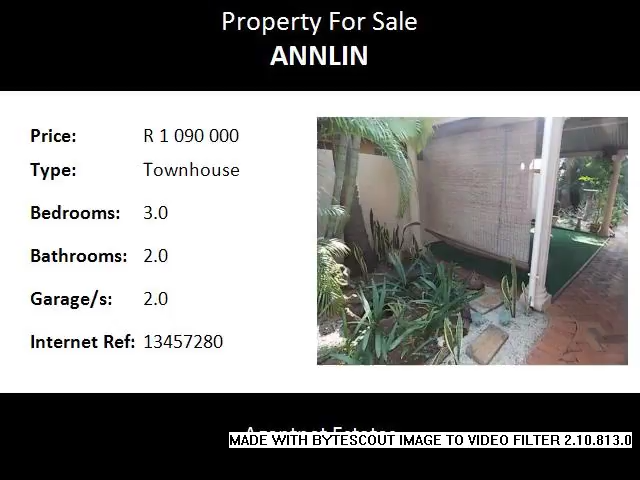 Property For Sale
ANNLIN
Price: R 1 090 000
Type: Townhouse
Bedrooms: 3.0
Bathrooms: 2.0
Garage/s: 2.0
Internet Ref: 13457280
MADE WITH BYTESCOUT IMAGE TO VIDEO FILTER 2.10.813.0